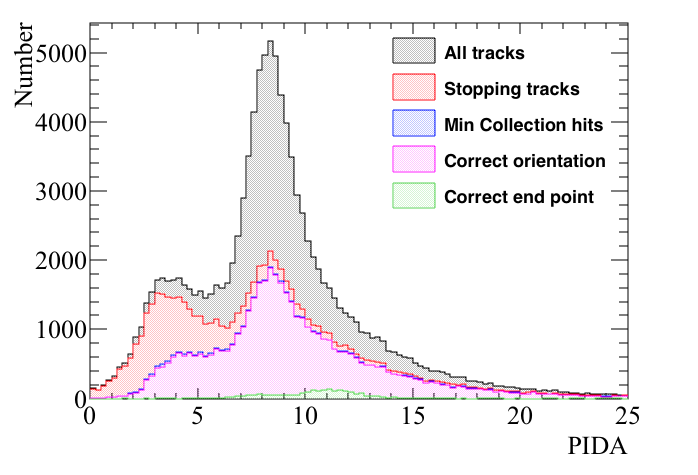 Number
5000
4000
3000
2000
1000
0
0 5 10 15 20 25
PIDA
All tracks
Stopping tracks
Min Collection hits
Correct orientation
Correct end point